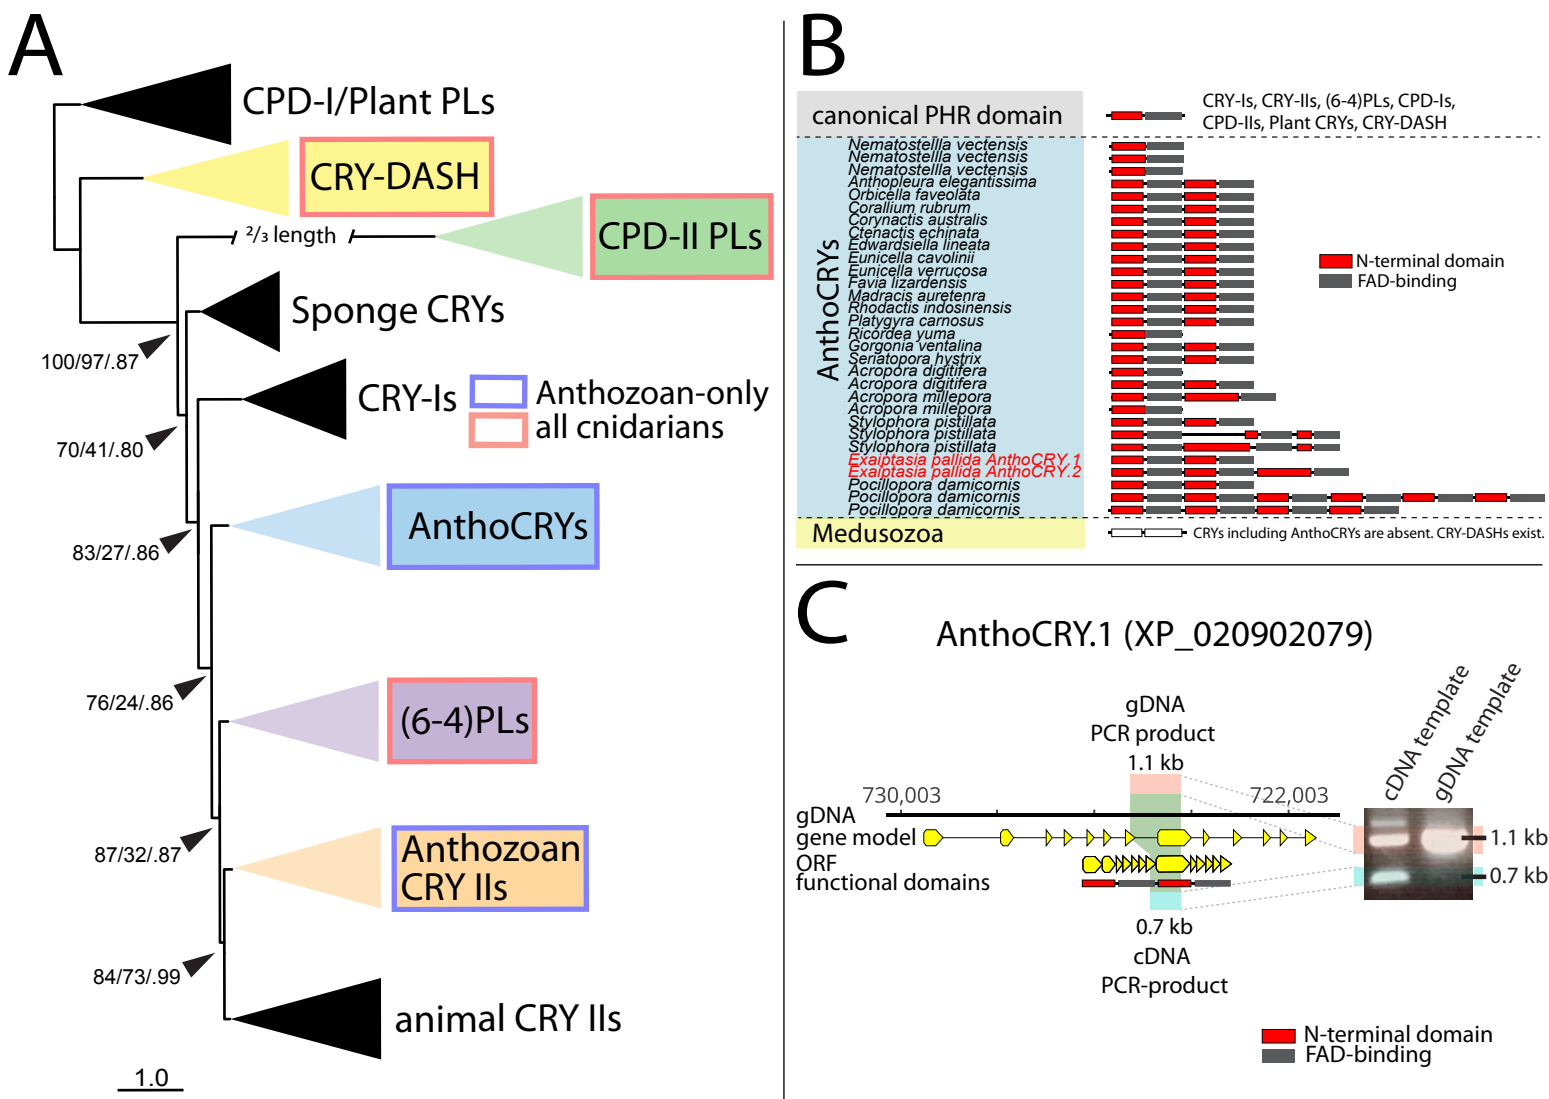 A
CPD-I/Plant PLs
CRY-DASH
2/3 length
CPD-II PLs
Sponge CRYs
100/97/.87
CRY-Is
Anthozoan-only
all cnidarians
70/41/.80
AnthoCRYs
83/27/.86
76/24/.86
(6-4)PLs
87/32/.87
Anthozoan
CRY IIs
84/73/.99
animal CRY IIs
1.0
B
canonical PHR domain
CRY-Is, CRY-IIs, (6-4)PLs, CPD-Is,
CPD-IIs, Plant CRYs, CRY-DASH
AnthoCRYs
Nematostellla vectensis
Nematostellla vectensis
Nematostellla vectensis
Anthopleura elegantissima
Orbicella faveolata
Corallium rubrum
Corynactis australis
Ctenactis echinata
Edwardsiella lineata
Eunicella cavolinii
Eunicella verrucosa
Favia lizardensis
Madracis auretenra
Rhodactis indosinensis
Platygyra carnosus
Ricordea yuma
Gorgonia ventalina
Seriatopora hystrix
Acropora digitifera
Acropora digitifera
Acropora millepora
Acropora millepora
Stylophora pistillata
Stylophora pistillata
Stylophora pistillata
Exaiptasia pallida AnthoCRY.1
Exaiptasia pallida AnthoCRY.2
Pocillopora damicornis
Pocillopora damicornis
Pocillopora damicornis
N-terminal domain
FAD-binding
Medusozoa
CRYs including AnthoCRYs are absent. CRY-DASHs exist.
C
AnthoCRY.1 (XP_020902079)
gDNA
PCR product
1.1 kb
730,003
722,003
gDNA
gene model
ORF
functional domains
0.7 kb
cDNA
PCR-product
cDNA template
gDNA template
1.1 kb
0.7 kb
N-terminal domain
FAD-binding